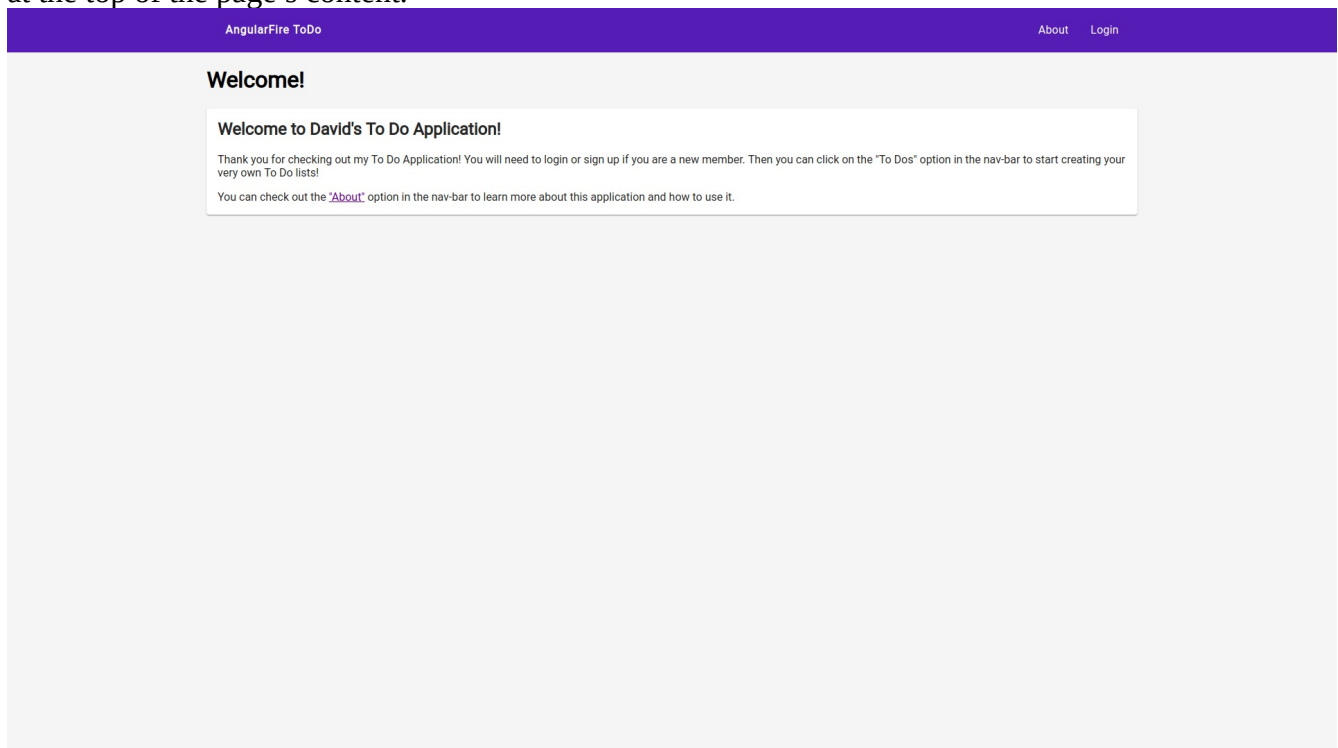 at the top of the page's content.
AngularFire ToDo About Login
Welcome!
Welcome to David's To Do Application!
Thank you for checking out my To Do Application! You will need to login or sign up if you are a new member. Then you can click on the "To Dos" option in the nav-bar to start creating your
very own To Do lists!
You can check out the "About" option in the nav-bar to learn more about this application and how to use it.